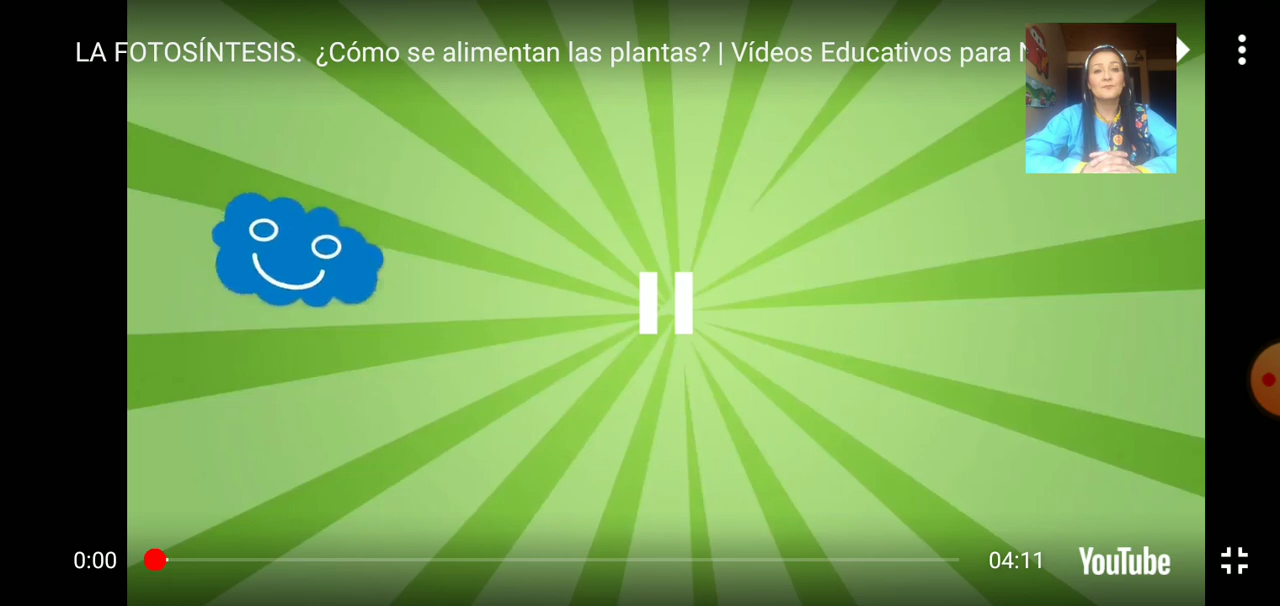 LA FOTOSÍNTESIS. ¿Cómo se alimentan las plantas? | Vídeos Educativos para
0:00
04:11
YouTube